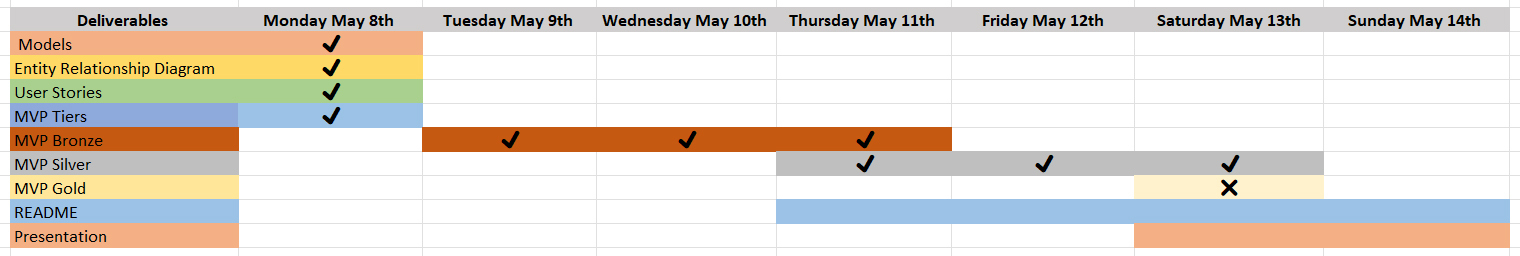 Deliverables Monday May 8th Tuesday May 9th Wednesday May 10th Thursday May 11th Friday May 12th Saturday May 13th Sunday May 14th
Models ✔
Entity Relationship Diagram ✔
User Stories ✔
MVP Tiers ✔
MVP Bronze ✔ ✔ ✔
MVP Silver ✔ ✔ ✔
MVP Gold ✖
README
Presentation